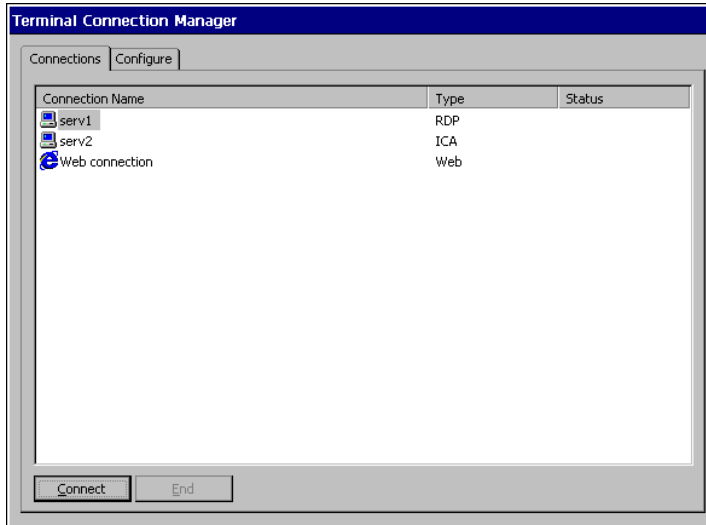 Terminal Connection Manager
Connections Configure
Connection Name Type Status
serv1 RDP
serv2 ICA
Web connection Web
Connect End